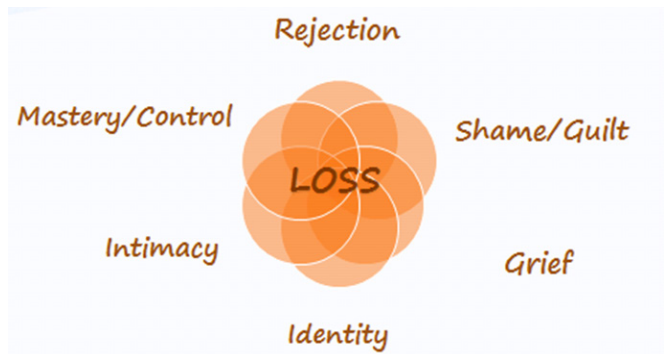 Rejection
Mastery/Control
Shame/Guilt
LOSS
Intimacy
Grief
Identity